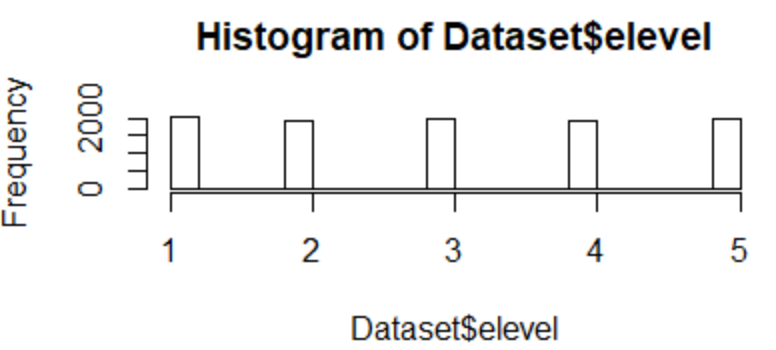 Histogram of Dataset$elevel
Frequency
2000
0
1 2 3 4 5
Dataset$elevel